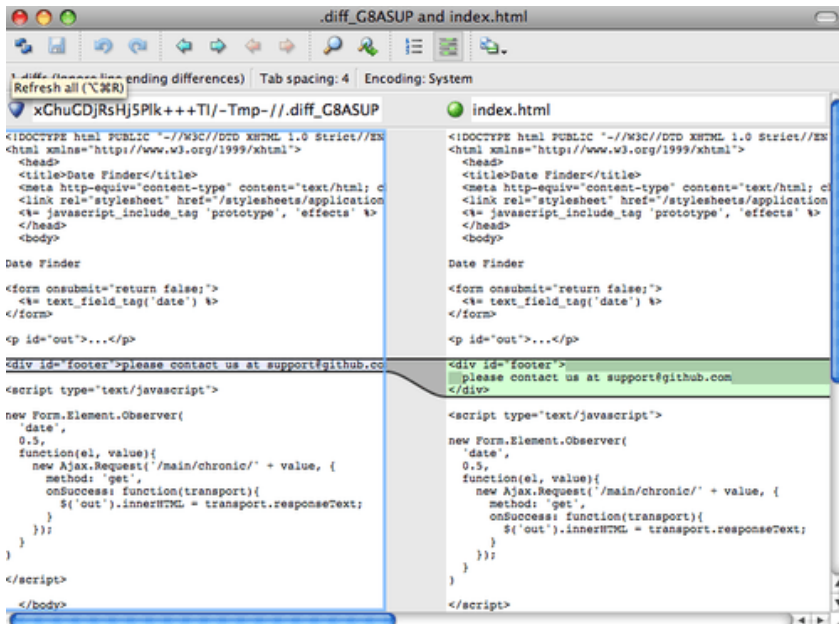 .diff_G8ASUP and index.html
1 diffs (Ignore line ending differences) Tab spacing: 4 Encoding: System
Refresh all (⌥⌘R)
xGhuGDjRsHj5Plk+++TI/-Tmp-//.diff_G8ASUP
<!DOCTYPE html PUBLIC "-//W3C//DTD XHTML 1.0 Strict//EN
<html xmlns="http://www.w3.org/1999/xhtml">
<head>
<title>Date Finder</title>
<meta http-equiv="content-type" content="text/html; c
<link rel="stylesheet" href="/stylesheets/application
<%= javascript_include_tag 'prototype', 'effects' %>
</head>
<body>
Date Finder
<form onsubmit="return false;">
<%= text_field_tag('date') %>
</form>
<p id="out">...</p>
<div id="footer">please contact us at support@github.co
<script type="text/javascript">
new Form.Element.Observer(
'date',
0.5,
function(el, value){
new Ajax.Request('/main/chronic/' + value, {
method: 'get',
onSuccess: function(transport){
$('out').innerHTML = transport.responseText;
}
});
}
)
</script>
</body>
index.html
<!DOCTYPE html PUBLIC "-//W3C//DTD XHTML 1.0 Strict//EN
<html xmlns="http://www.w3.org/1999/xhtml">
<head>
<title>Date Finder</title>
<meta http-equiv="content-type" content="text/html; c
<link rel="stylesheet" href="/stylesheets/application
<%= javascript_include_tag 'prototype', 'effects' %>
</head>
<body>
Date Finder
<form onsubmit="return false;">
<%= text_field_tag('date') %>
</form>
<p id="out">...</p>
<div id="footer">
please contact us at support@github.com
</div>
<script type="text/javascript">
new Form.Element.Observer(
'date',
0.5,
function(el, value){
new Ajax.Request('/main/chronic/' + value, {
method: 'get',
onSuccess: function(transport){
$('out').innerHTML = transport.responseText;
}
});
}
)
</script>